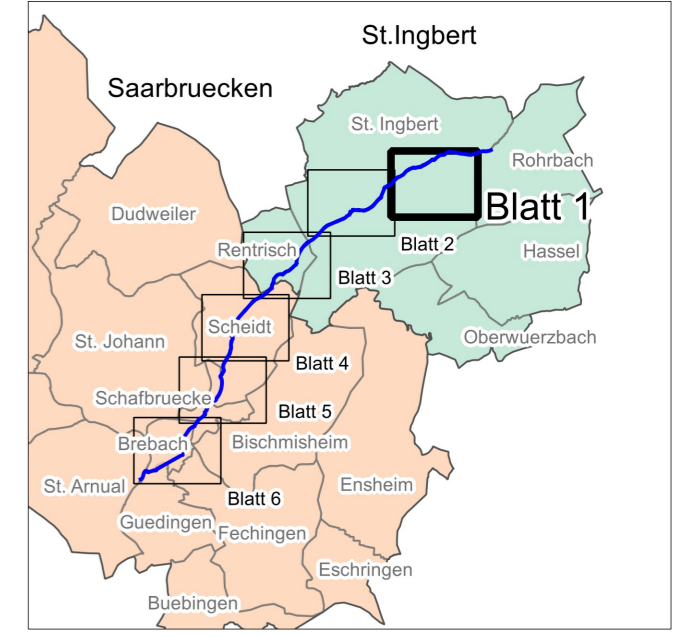 St.Ingbert
Saarbruecken
St. Ingbert
Rohrbach
Dudweiler
Blatt 1
Blatt 2
Rentrisch
Hassel
Blatt 3
Scheidt
St. Johann
Oberwuerzbach
Blatt 4
Schafbruecke
Blatt 5
Brebach
Bischmisheim
St. Arnual
Ensheim
Blatt 6
Guedingen
Fechingen
Eschringen
Buebingen